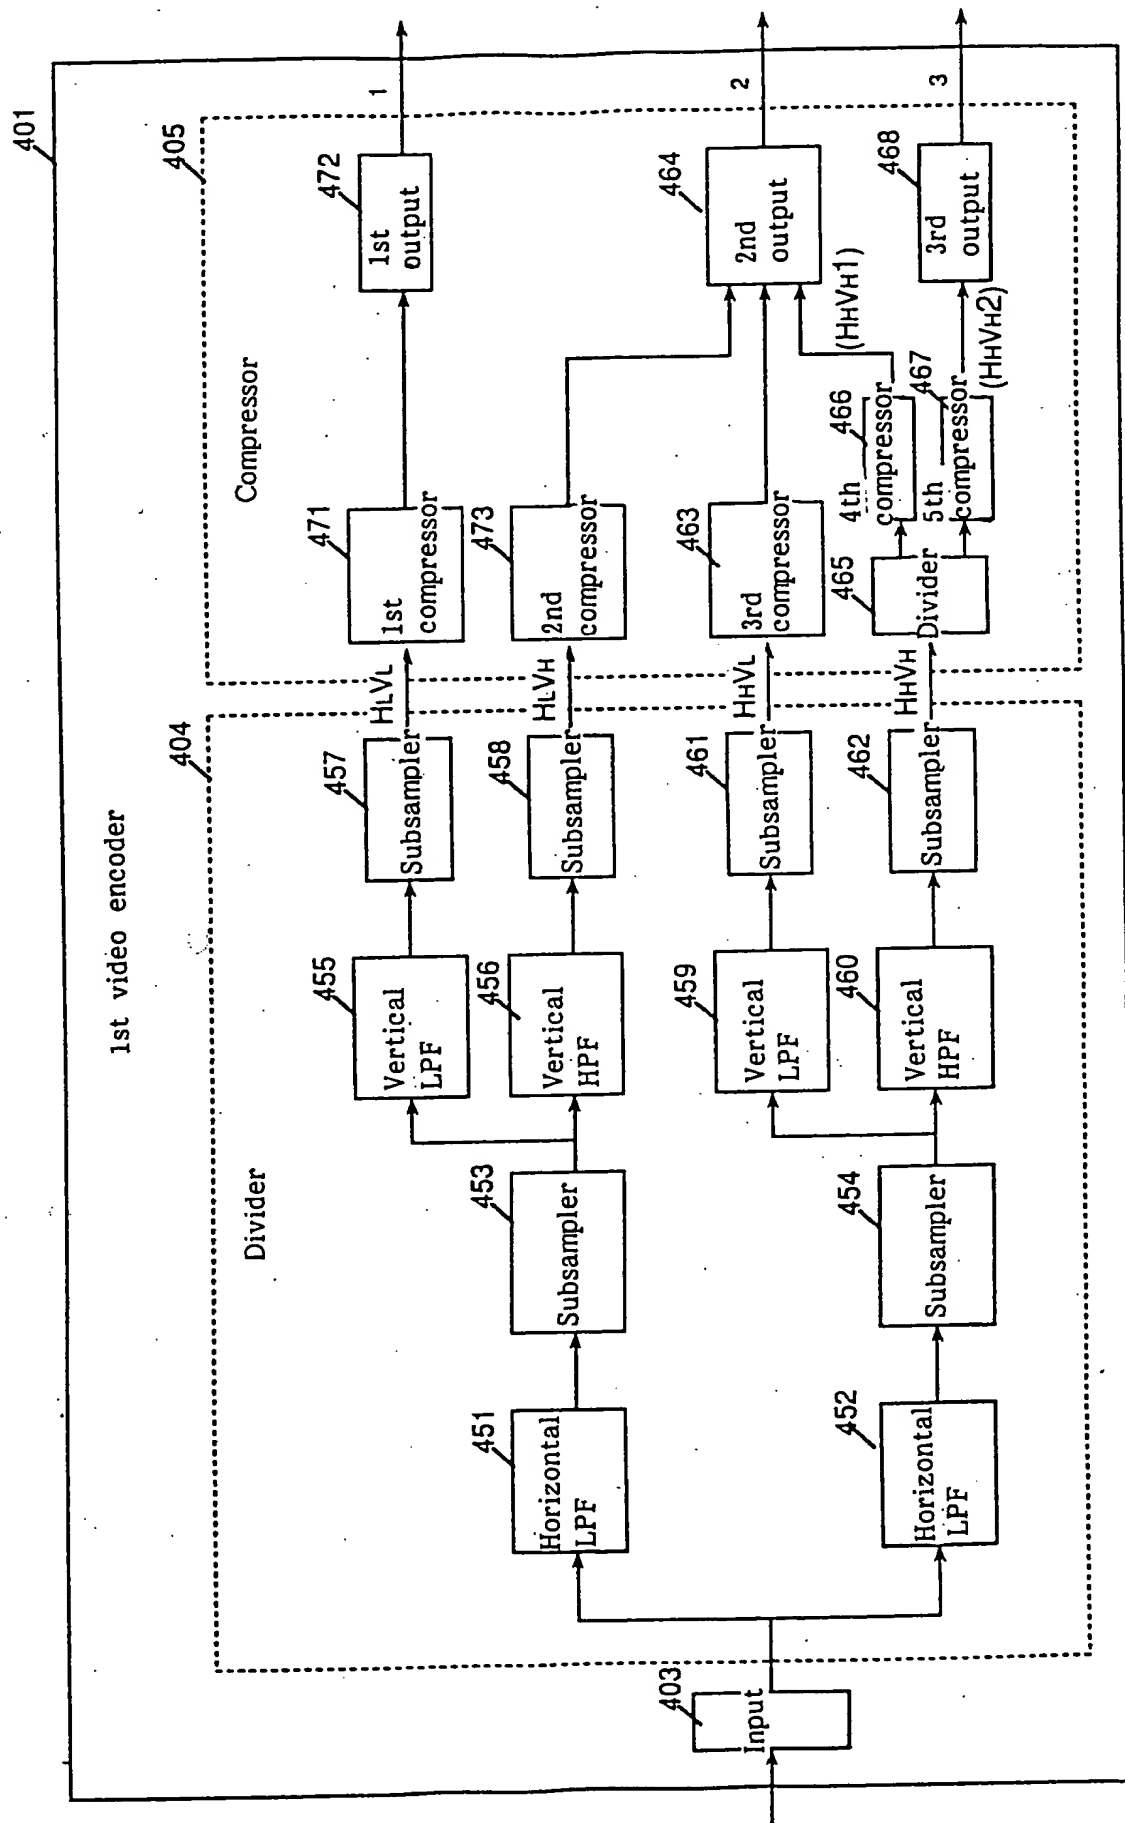 401
1st video encoder
404
405
Divider
Compressor
403
Input
451
Horizontal
LPF
452
Horizontal
LPF
453
Subsampler
454
Subsampler
455
Vertical
LPF
456
Vertical
HPF
459
Vertical
LPF
460
Vertical
HPF
457
Subsampler
458
Subsampler
461
Subsampler
462
Subsampler
HLVL
HLVH
HHVL
HHVH
471
1st
compressor
473
2nd
compressor
463
3rd
compressor
465
Divider
466
4th
compressor
467
5th
compressor
(HHVH1)
(HHVH2)
472
1st
output
464
2nd
output
468
3rd
output
1
2
3